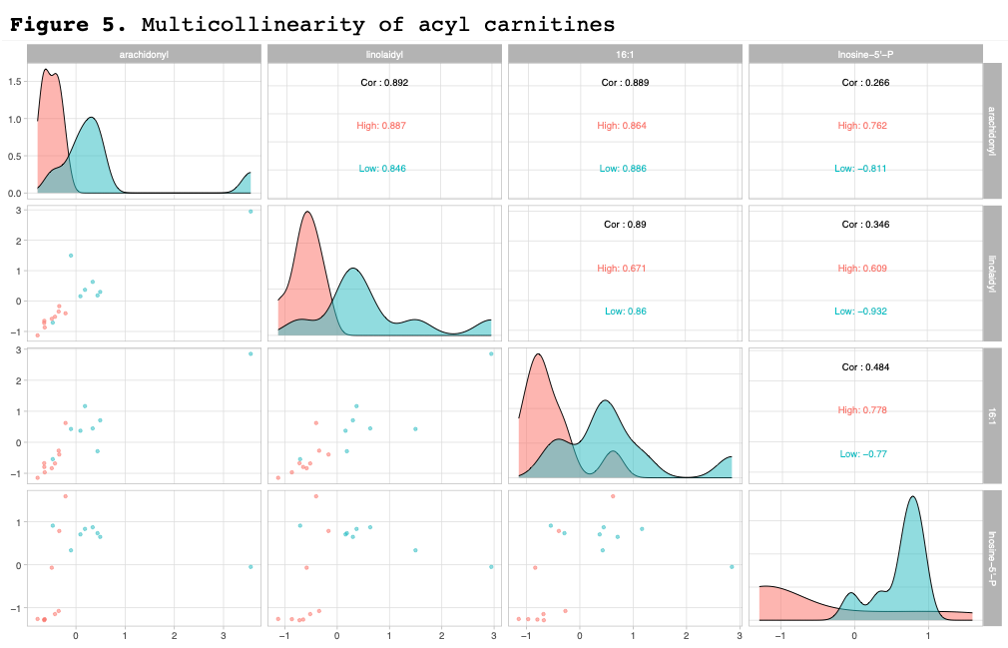 Figure 5. Multicollinearity of acyl carnitines
arachidonyl linolaidyl 16:1 Inosine−5'−P
1.5
1.0
0.5
0.0
Cor : 0.892
High: 0.887
Low: 0.846
Cor : 0.889
High: 0.864
Low: 0.886
Cor : 0.266
High: 0.762
Low: −0.811
arachidonyl
3
2
1
0
−1
Cor : 0.89
High: 0.671
Low: 0.86
Cor : 0.346
High: 0.609
Low: −0.932
linolaidyl
3
2
1
0
−1
Cor : 0.484
High: 0.778
Low: −0.77
16:1
1
0
−1
Inosine−5'−P
0 1 2 3
−1 0 1 2 3
−1 0 1 2 3
−1 0 1